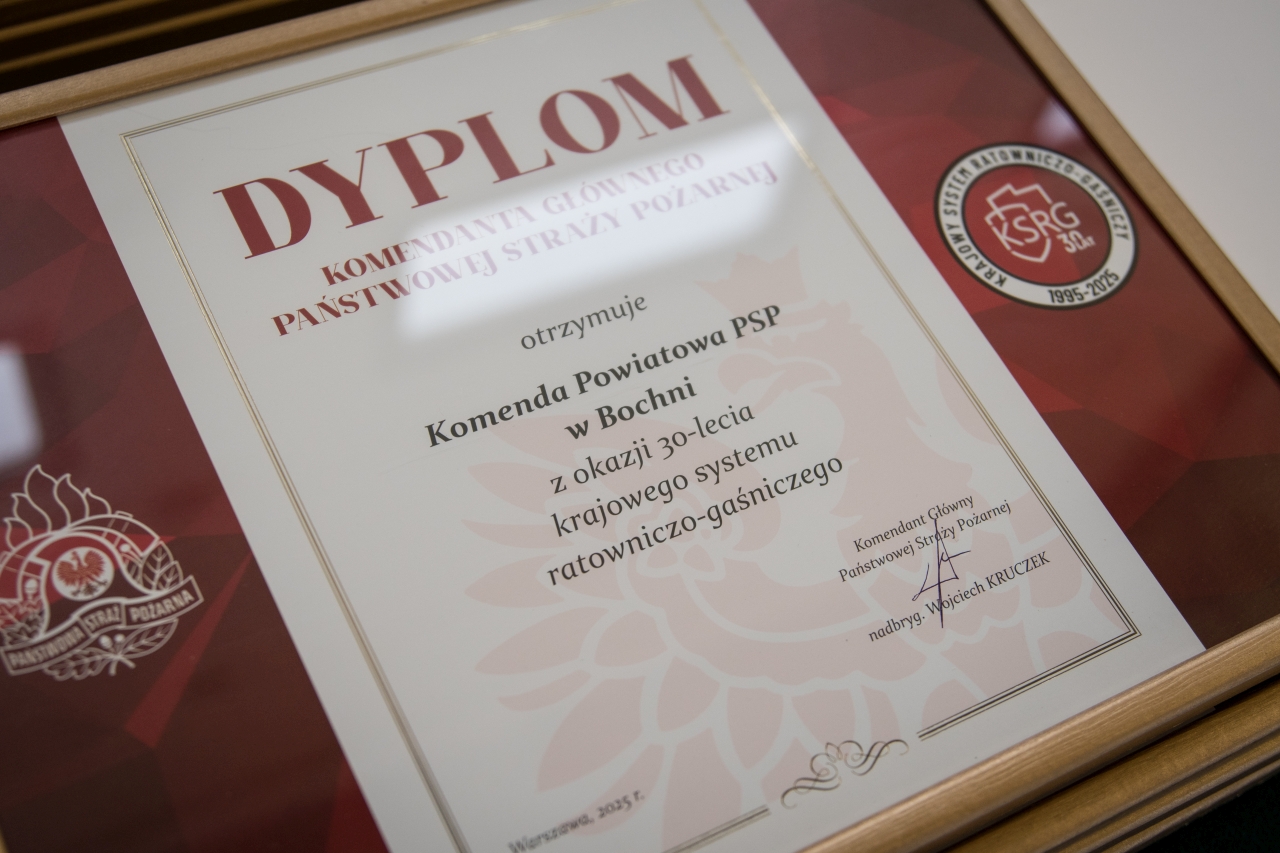 DYPLOM
KOMENDANTA GŁÓWNEGO
PAŃSTWOWEJ STRAŻY POŻARNEJ
otrzymuje
Komenda Powiatowa PSP
w Bochni
z okazji 30-lecia
krajowego systemu
ratowniczo-gaśniczego
Komendant Główny
Państwowej Straży Pożarnej
nadbryg. Wojciech KRUCZEK
Warszawa, 2025 r.
KRAJOWY SYSTEM RATOWNICZO-GAŚNICZY
KSRG
30lat
1995-2025
PAŃSTWOWA STRAŻ POŻARNA